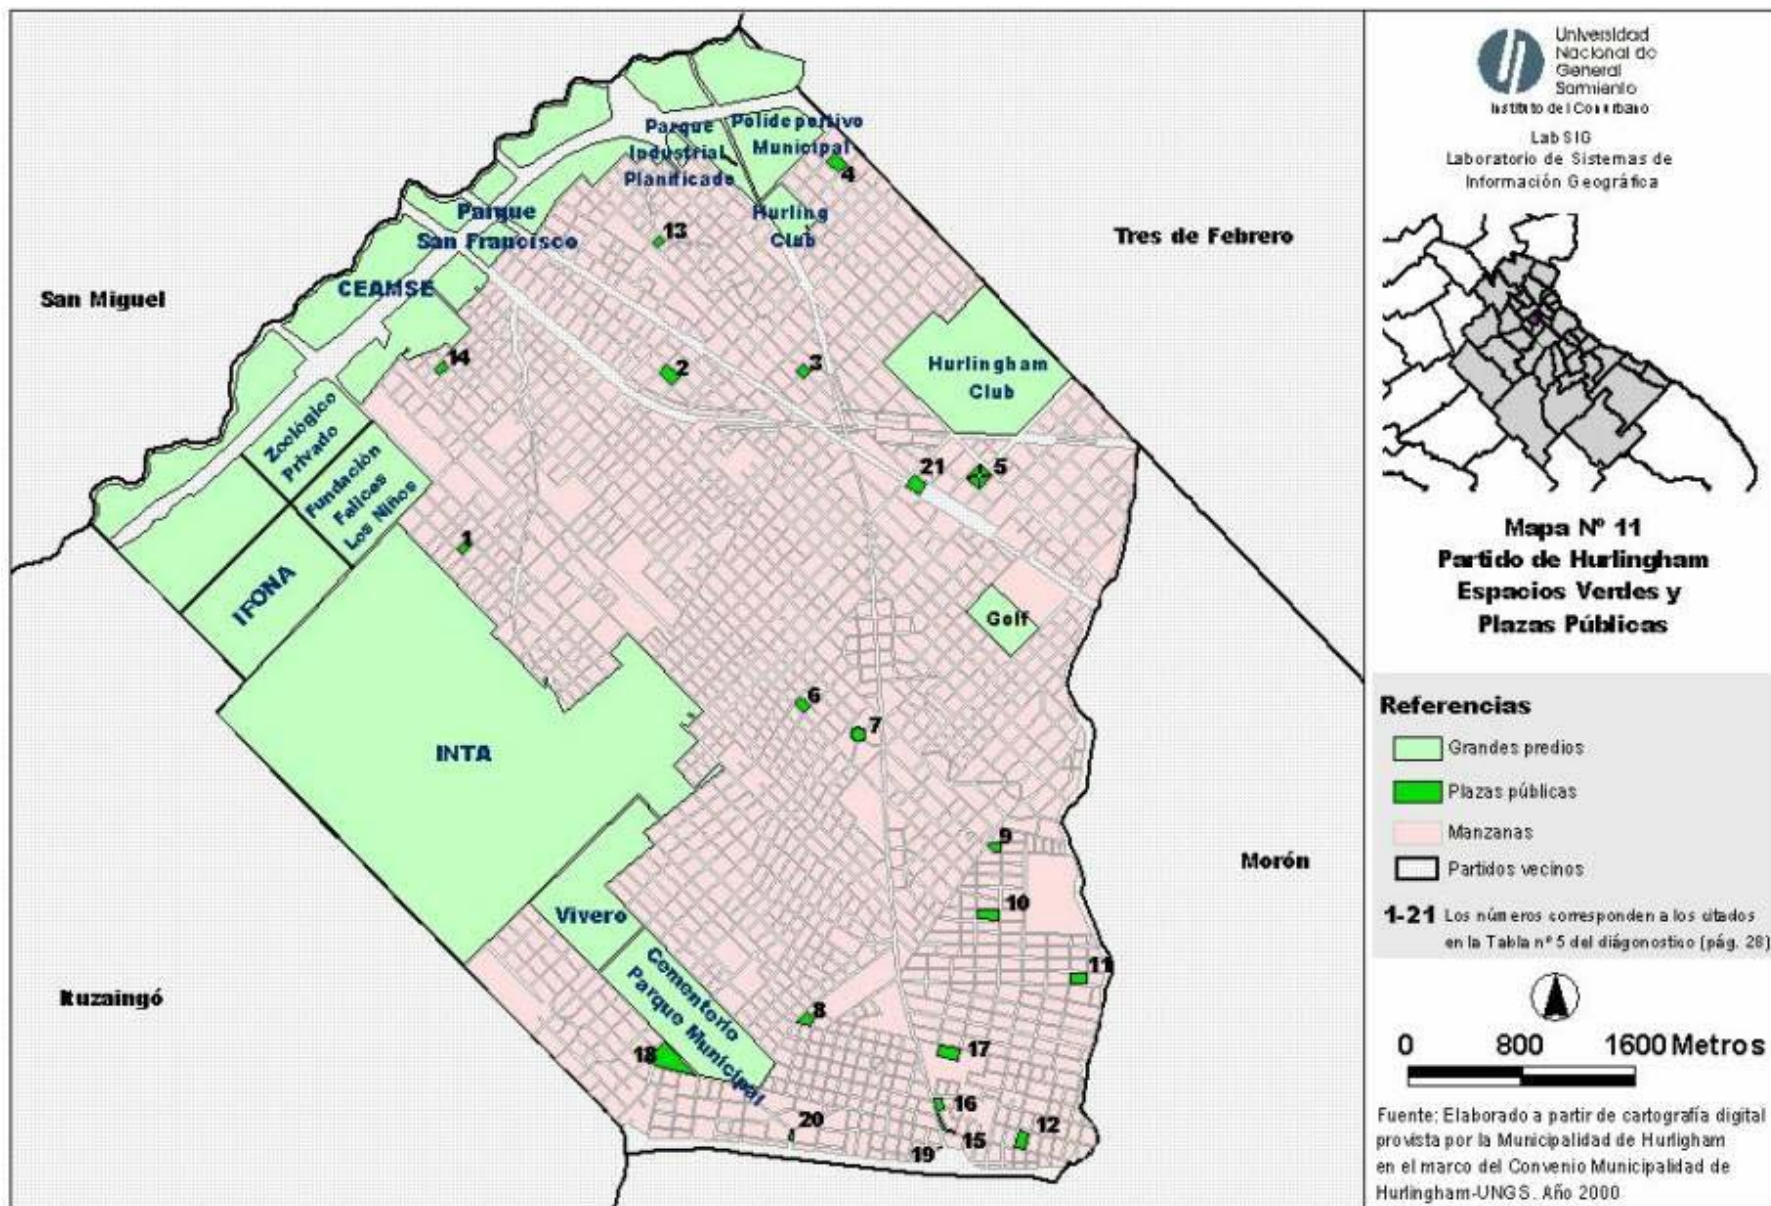 Universidad
Nacional de
General
Sarmiento
Instituto del Conurbano
Lab SIG
Laboratorio de Sistemas de
Información Geográfica
Mapa Nº 11
Partido de Hurlingham
Espacios Verdes y
Plazas Públicas
Referencias
Grandes predios
Plazas públicas
Manzanas
Partidos vecinos
1-21 Los números corresponden a los citados
en la Tabla nº 5 del diágonostico (pág. 28)
0 800 1600 Metros
Fuente: Elaborado a partir de cartografía digital
provista por la Municipalidad de Hurligham
en el marco del Convenio Municipalidad de
Hurlingham-UNGS. Año 2000
San Miguel
Tres de Febrero
Morón
Ituzaingó
Parque
Industrial
Planificado
Polideportivo
Municipal
4
Hurling
Club
13
Parque
San Francisco
CEAMSE
14
2
3
Hurlingham
Club
Zoológico
Privado
Fundación
Felices
Los Niños
21
5
1
IFONA
Golf
6
7
INTA
9
10
Vivero
11
Cementerio
Parque Municipal
8
18
17
16
20
15
12
19